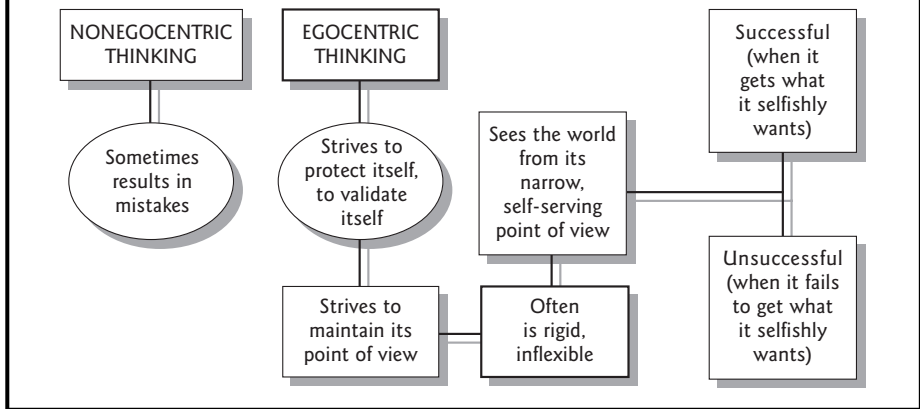 NONEGOCENTRIC
THINKING
Sometimes
results in
mistakes
EGOCENTRIC
THINKING
Strives to
protect itself,
to validate
itself
Strives to
maintain its
point of view
Often
is rigid,
inflexible
Sees the world
from its
narrow,
self-serving
point of view
Successful
(when it
gets what
it selfishly
wants)
Unsuccessful
(when it fails
to get what
it selfishly
wants)